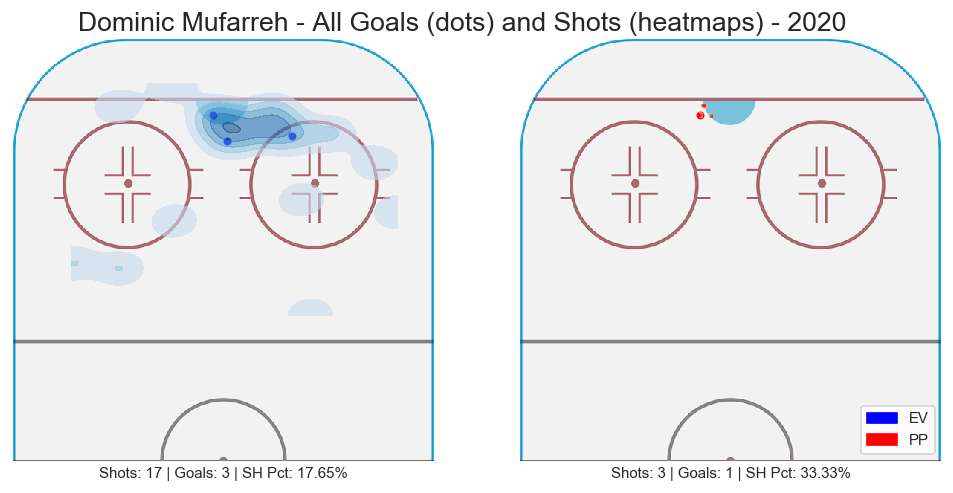 Dominic Mufarreh - All Goals (dots) and Shots (heatmaps) - 2020
EV
PP
Shots: 17 | Goals: 3 | SH Pct: 17.65%
Shots: 3 | Goals: 1 | SH Pct: 33.33%